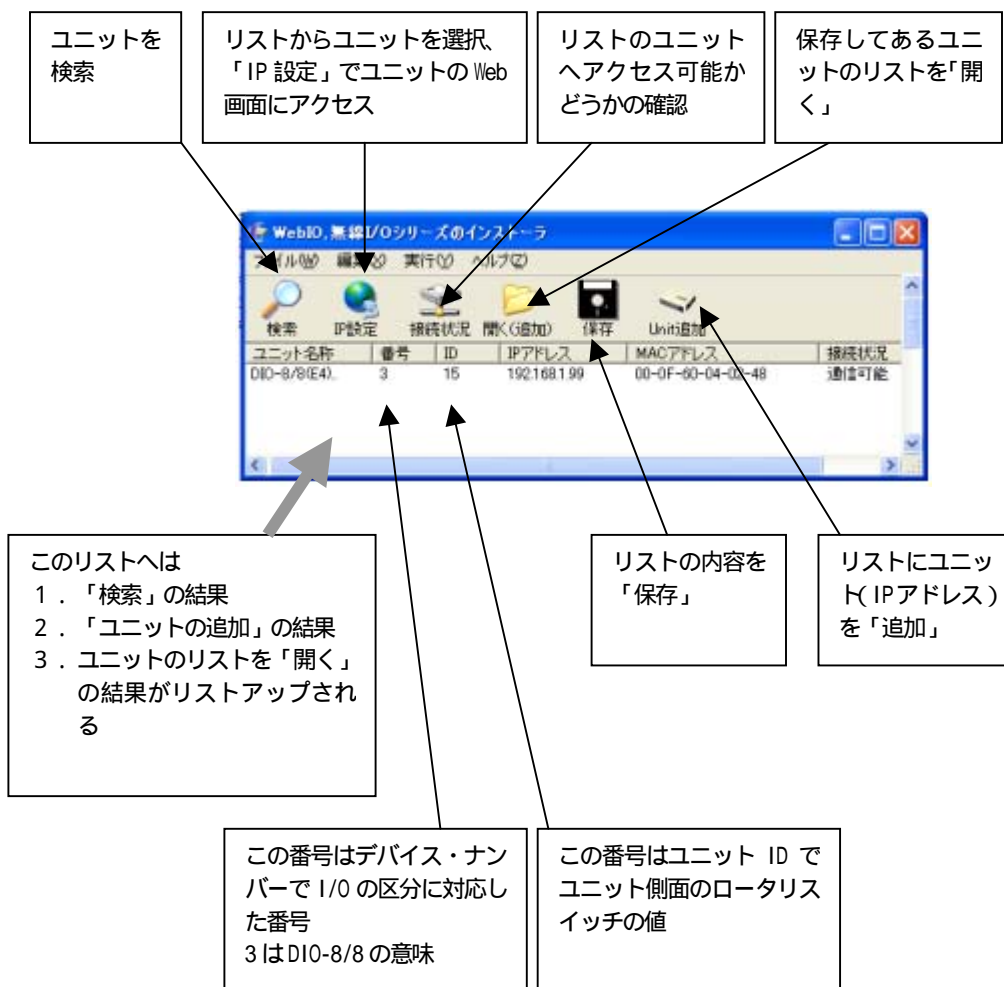 ユニットを
検索
リストからユニットを選択、
「IP 設定」でユニットの Web
画面にアクセス
リストのユニット
へアクセス可能か
どうかの確認
保存してあるユニ
ットのリストを「開
く」
WebIO,無線I/Oシリーズのインストーラ
ファイル(W) 編集(X) 実行(Y) ヘルプ(Z)
検索 IP設定 接続状況 開く(追加) 保存 Unit追加
ユニット名称 番号 ID IPアドレス MACアドレス 接続状況
DIO-8/8(E4).. 3 15 192.168.1.99 00-0F-60-04-02-48 通信可能
このリストへは
1.「検索」の結果
2.「ユニットの追加」の結果
3.ユニットのリストを「開く」
の結果がリストアップされ
る
リストの内容を
「保存」
リストにユニッ
ト(IPアドレス)
を「追加」
この番号はデバイス・ナン
バーで I/O の区分に対応し
た番号
3 は DIO-8/8 の意味
この番号はユニット ID で
ユニット側面のロータリス
イッチの値